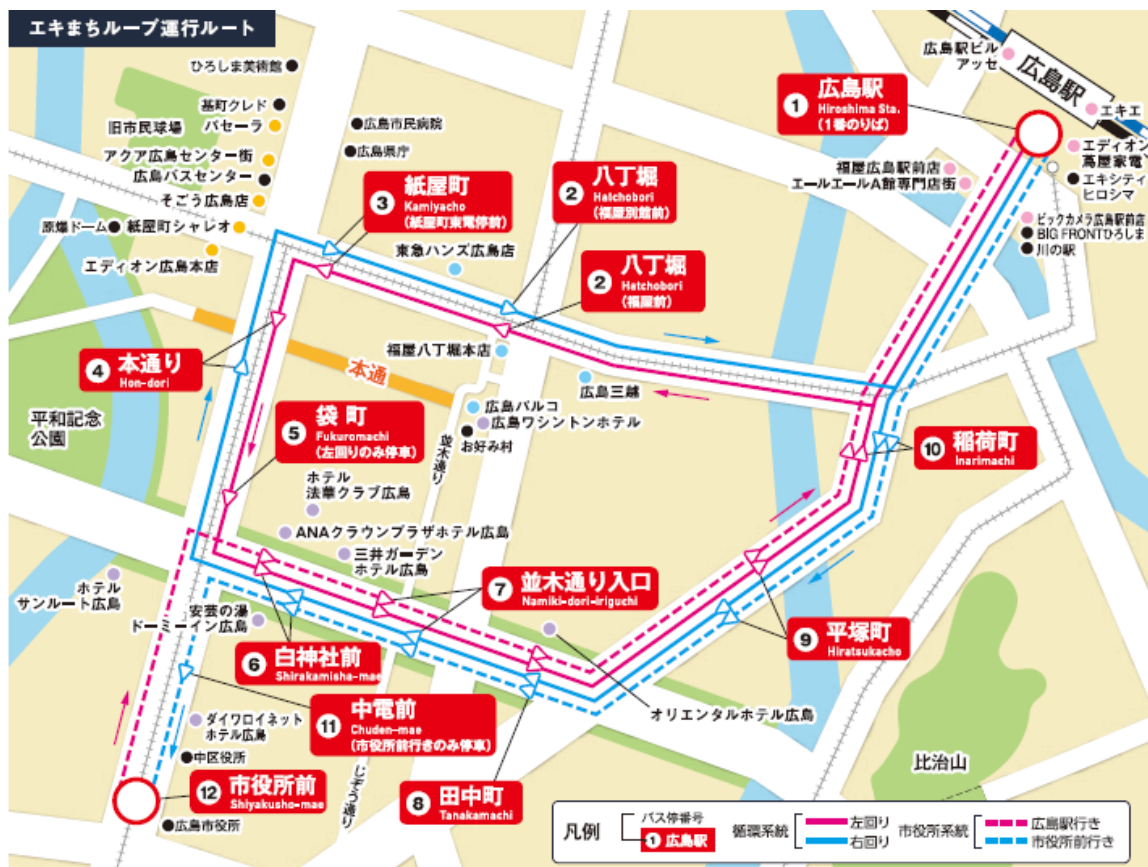 エキまちループ運行ルート
ひろしま美術館
基町クレド
パセーラ
旧市民球場
アクア広島センター街
広島バスセンター
そごう広島店
原爆ドーム
紙屋町シャレオ
エディオン広島本店
広島市民病院
広島県庁
③ 紙屋町
Kamiyacho
(紙屋町東電停前)
東急ハンズ広島店
② 八丁堀
Hatchobori
(福屋別館前)
② 八丁堀
Hatchobori
(福屋前)
① 広島駅
Hiroshima Sta.
(1番のりば)
広島駅ビル
アッセ
広島駅
エキエ
エディオン
蔦屋家電
エキシティ
ヒロシマ
福屋広島駅前店
エールエールA館専門店街
ビックカメラ広島駅前店
BIG FRONTひろしま
川の駅
④ 本通り
Hon-dori
本通
福屋八丁堀本店
広島三越
広島パルコ
広島ワシントンホテル
お好み村
並木通り
平和記念
公園
⑤ 袋町
Fukuromachi
(左回りのみ停車)
⑩ 稲荷町
Inarimachi
ホテル
法華クラブ広島
ANAクラウンプラザホテル広島
三井ガーデン
ホテル広島
⑦ 並木通り入口
Namiki-dori-iriguchi
ホテル
サンルート広島
安芸の湯
ドーミーイン広島
⑥ 白神社前
Shirakamisha-mae
⑨ 平塚町
Hiratsukacho
⑪ 中電前
Chuden-mae
(市役所前行きのみ停車)
オリエンタルホテル広島
ダイワロイネット
ホテル広島
中区役所
⑫ 市役所前
Shiyakusho-mae
広島市役所
じぞう通り
⑧ 田中町
Tanakamachi
比治山
凡例
バス停番号
① 広島駅
循環系統
左回り
右回り
市役所系統
広島駅行き
市役所前行き